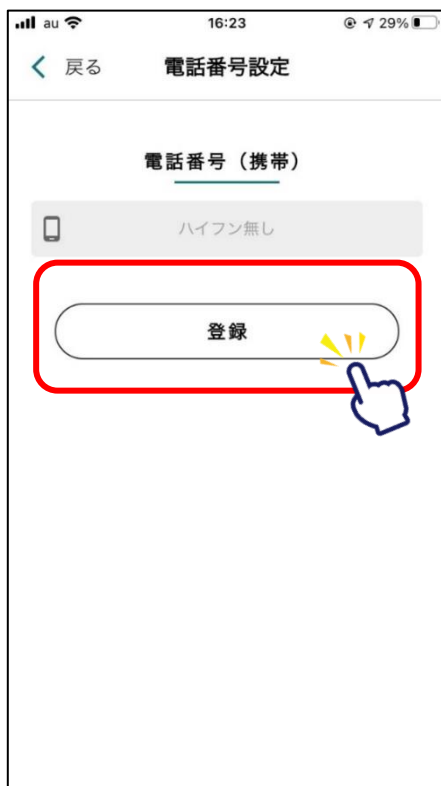 au 16:23 29%
戻る 電話番号設定
電話番号（携帯）
ハイフン無し
登録